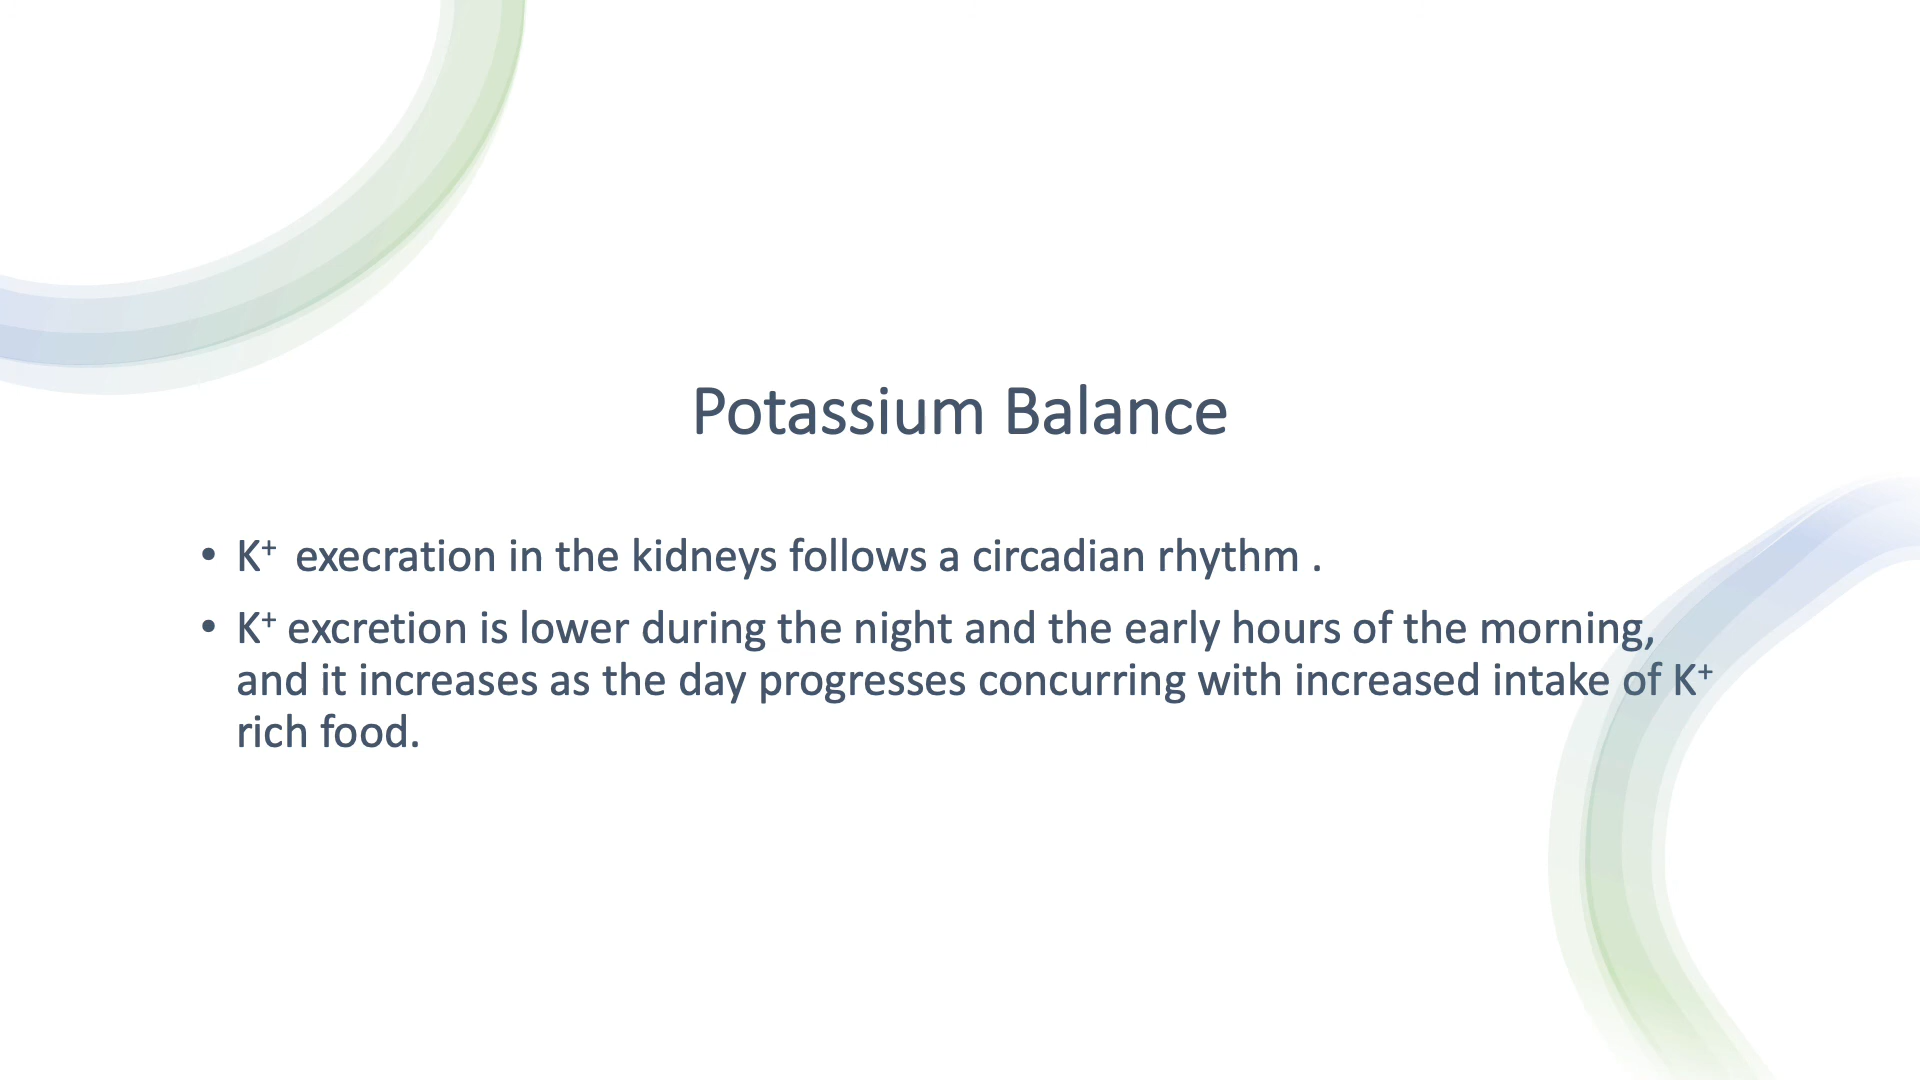 Potassium Balance
• K⁺ execration in the kidneys follows a circadian rhythm .
• K⁺ excretion is lower during the night and the early hours of the morning,
and it increases as the day progresses concurring with increased intake of K⁺
rich food.